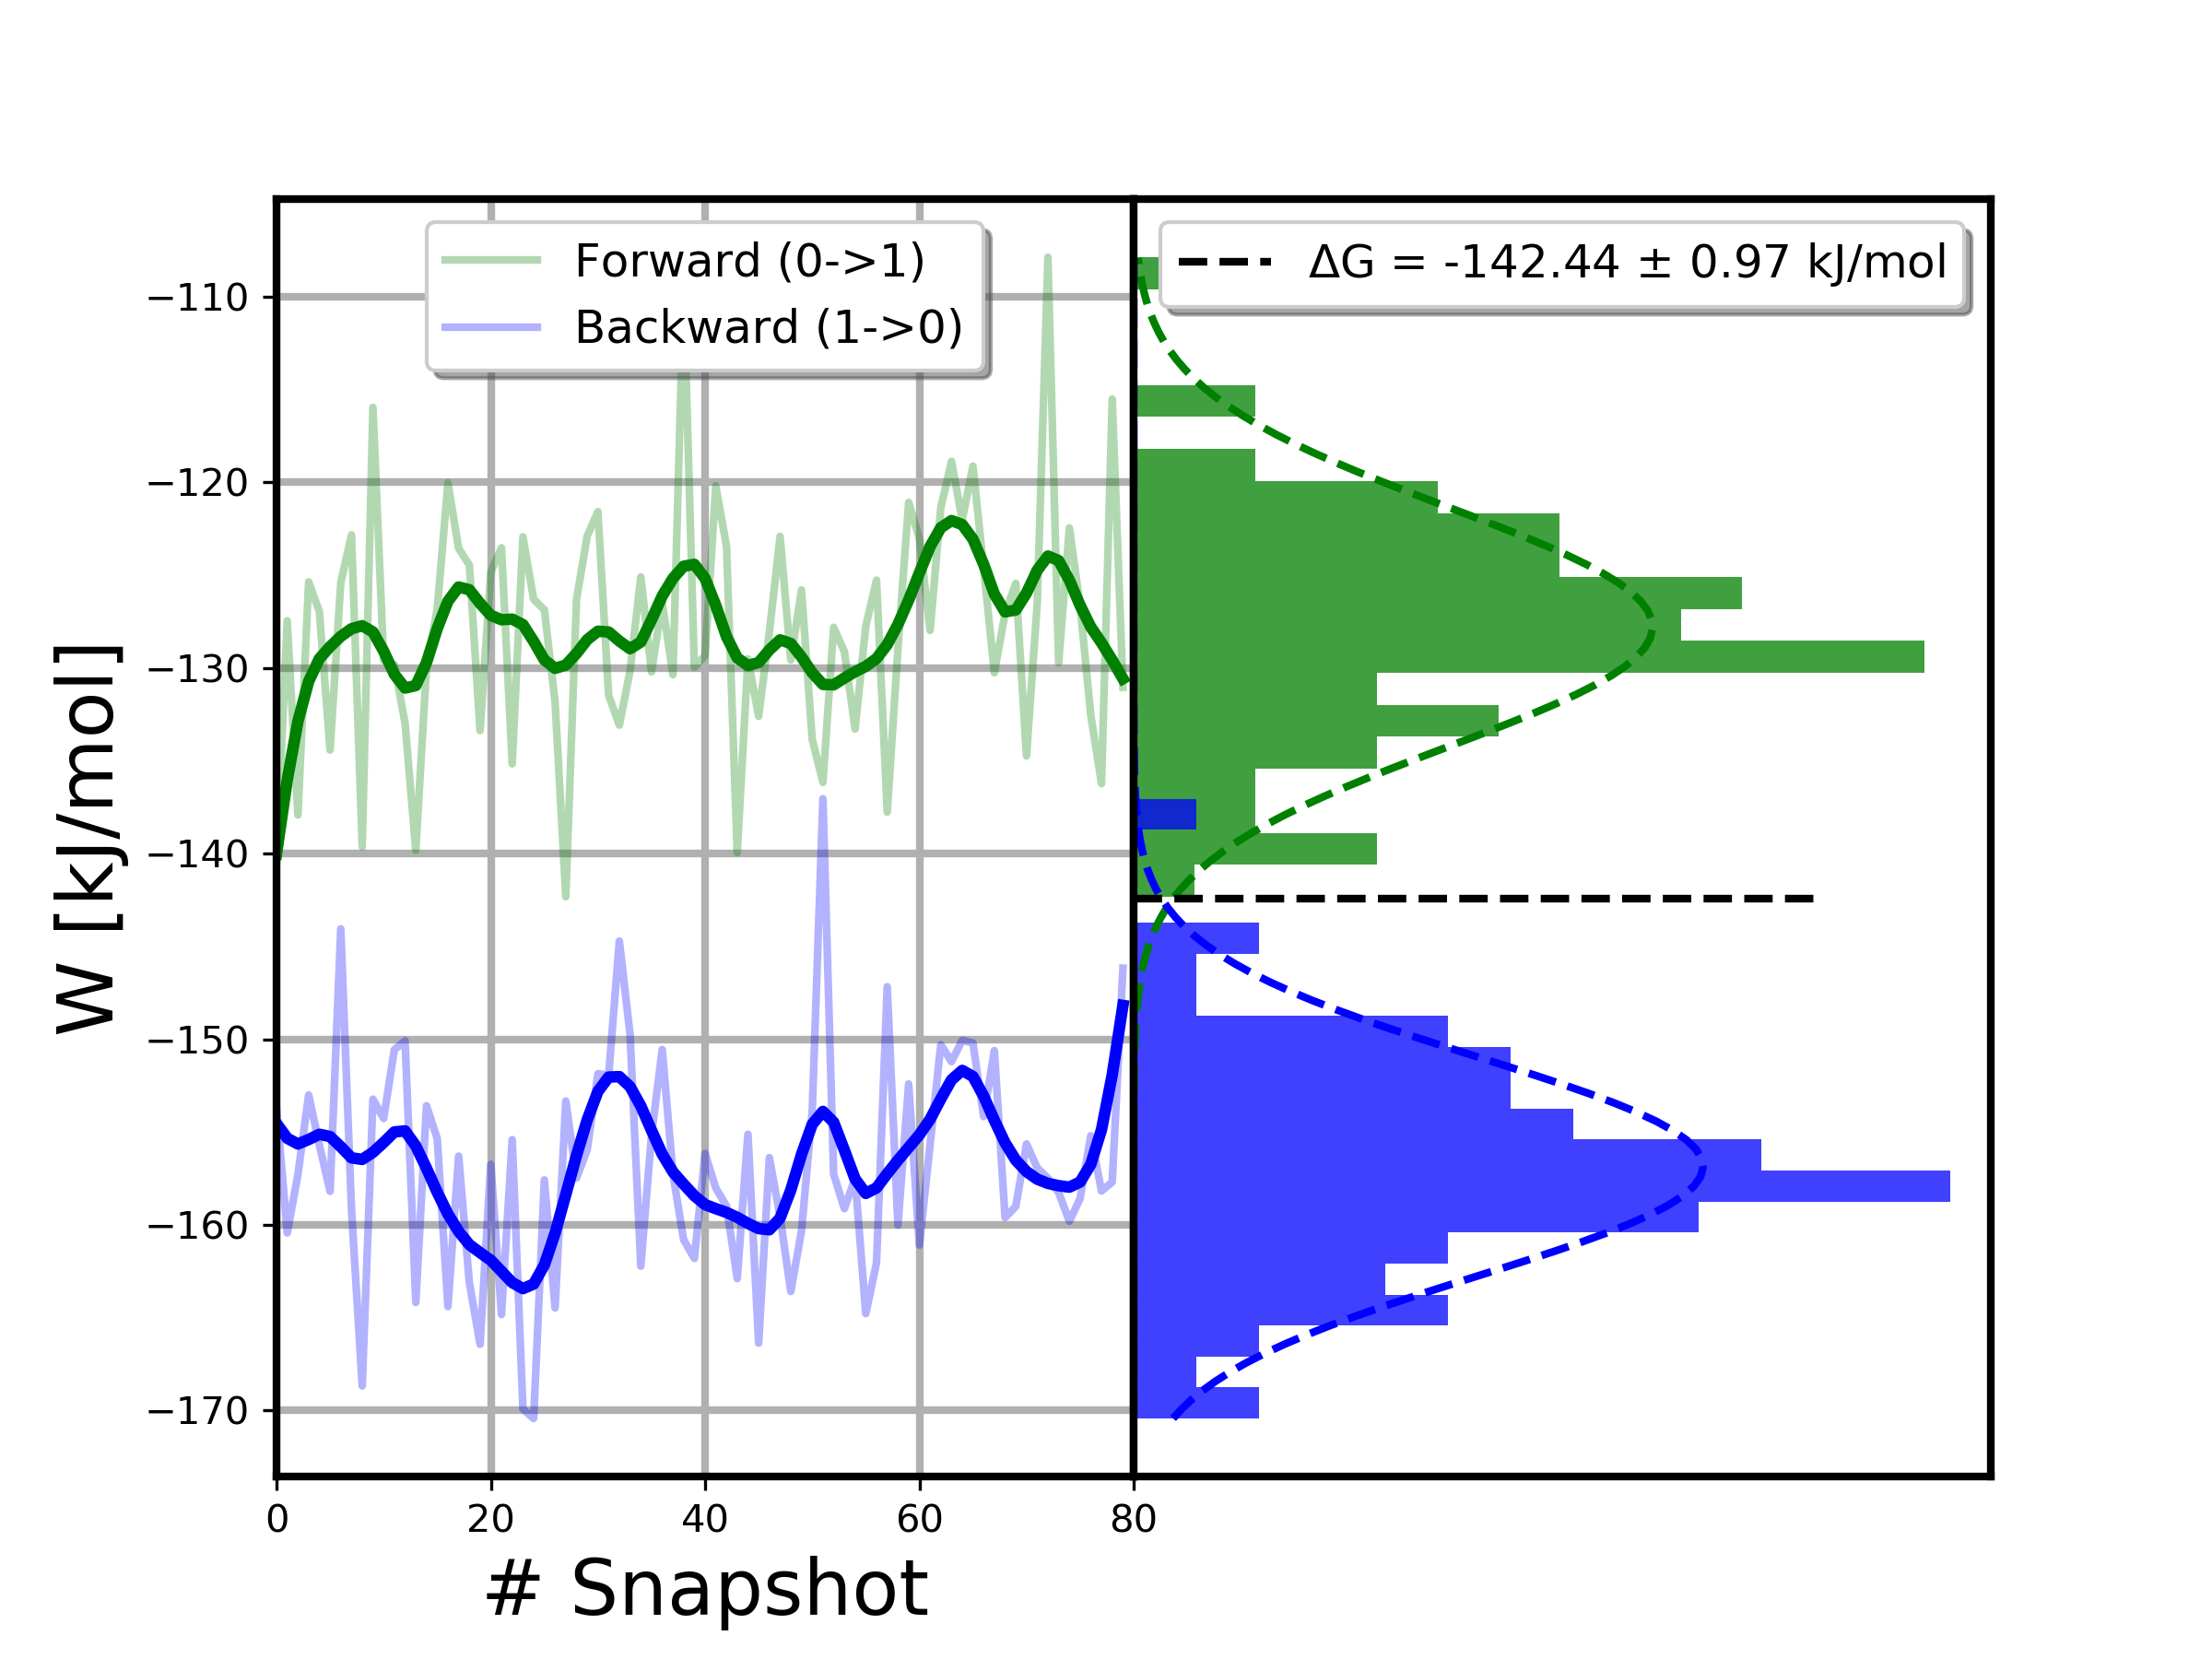 Forward (0->1)
Backward (1->0)
ΔG = -142.44 ± 0.97 kJ/mol
W [kJ/mol]
−110
−120
−130
−140
−150
−160
−170
0 20 40 60 80
# Snapshot